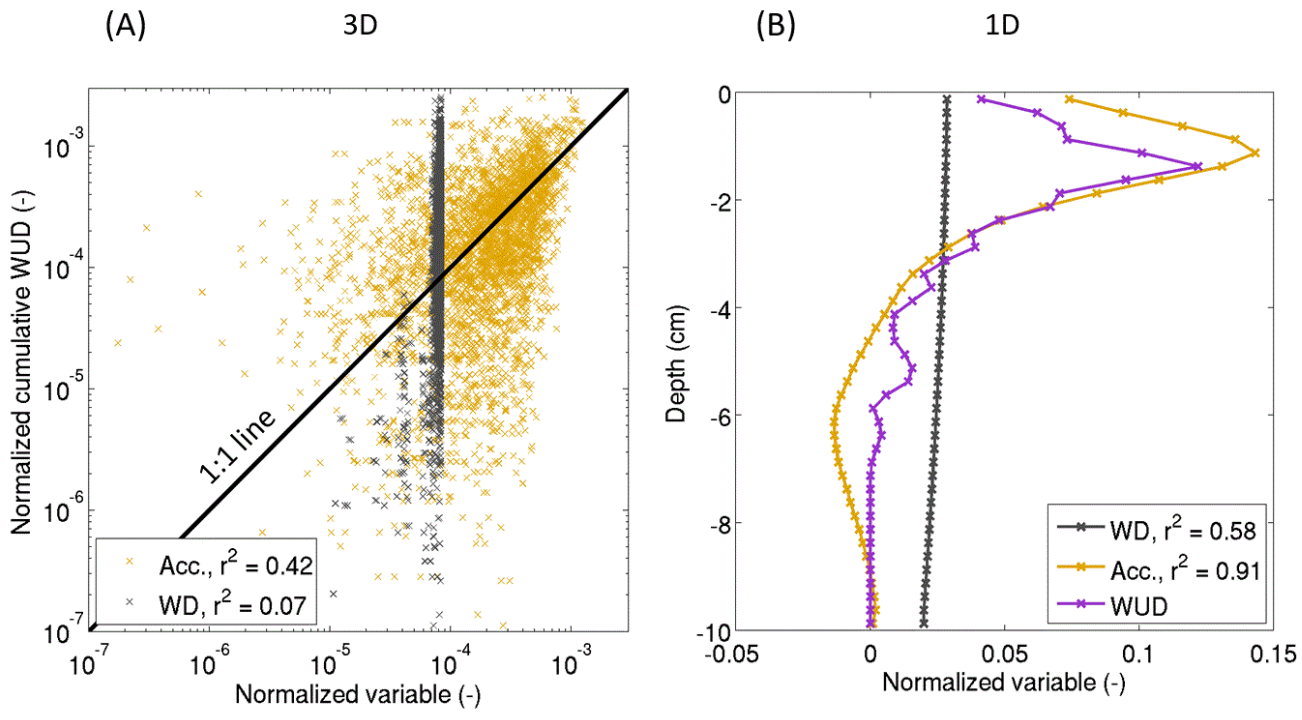 (A) 3D
Normalized cumulative WUD (-)
10^-3
10^-4
10^-5
10^-6
10^-7
1:1 line
Acc., r^2 = 0.42
WD, r^2 = 0.07
10^-7 10^-6 10^-5 10^-4 10^-3
Normalized variable (-)
(B) 1D
Depth (cm)
0
-2
-4
-6
-8
-10
WD, r^2 = 0.58
Acc., r^2 = 0.91
WUD
-0.05 0 0.05 0.1 0.15
Normalized variable (-)